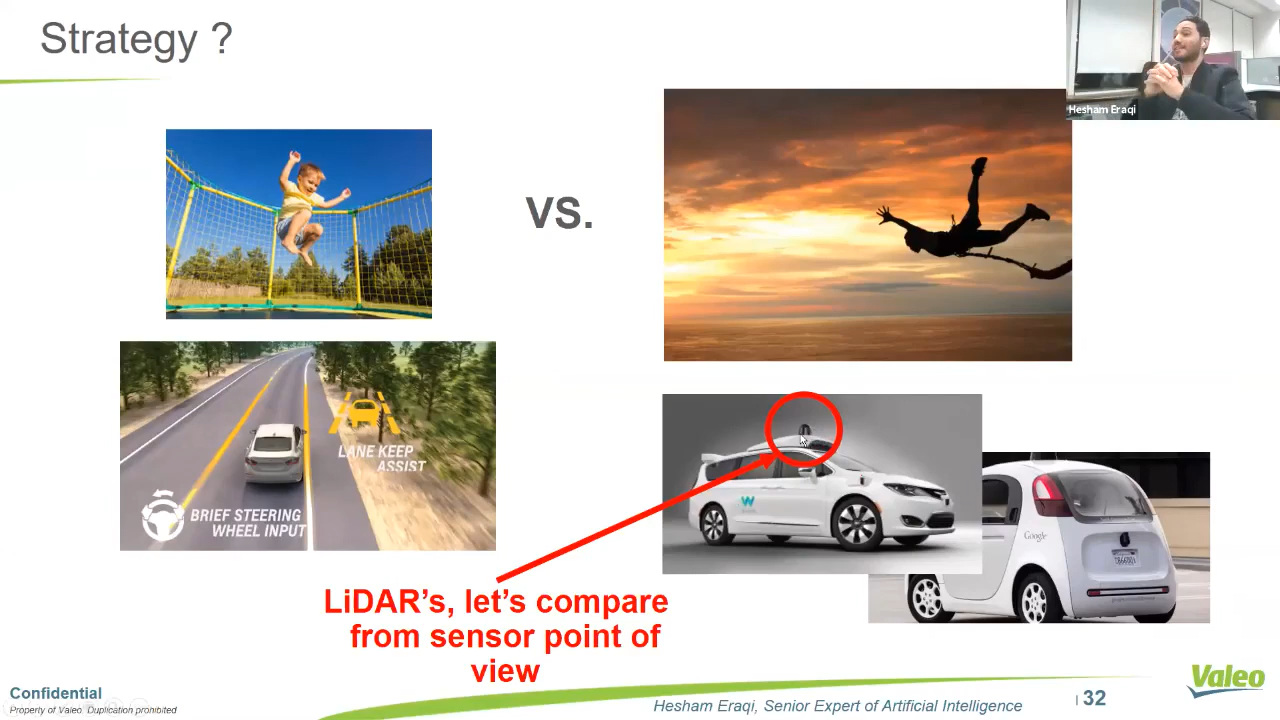 Strategy ?
Hesham Eraqi
VS.
LANE KEEP
ASSIST
BRIEF STEERING
WHEEL INPUT
W
Google
LiDAR’s, let’s compare
from sensor point of
view
Confidential
Property of Valeo. Duplication prohibited
Hesham Eraqi, Senior Expert of Artificial Intelligence
| 32
Valeo